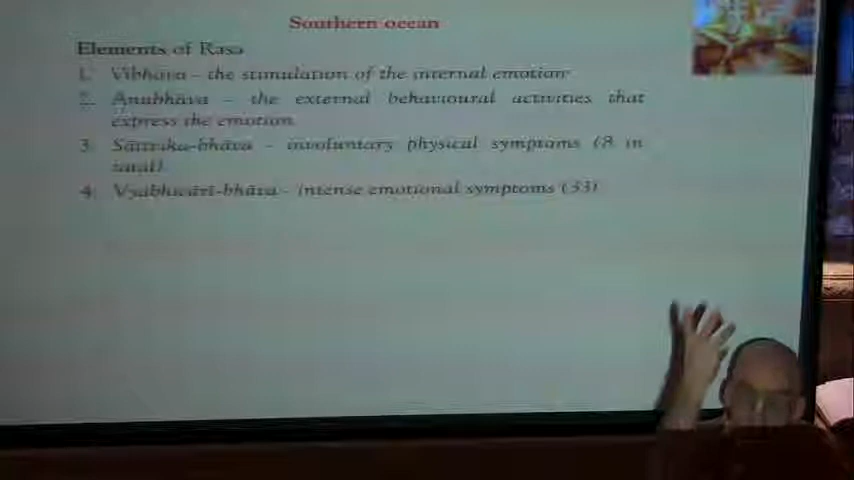 Southern ocean
Elements of Rasa
1. Vibhāva – the stimulation of the internal emotion
2. Anubhāva – the external behavioural activities that
express the emotion.
3. Sāttvika-bhāva – involuntary physical symptoms (8 in
total)
4. Vyabhicārī-bhāva – intense emotional symptoms (33)